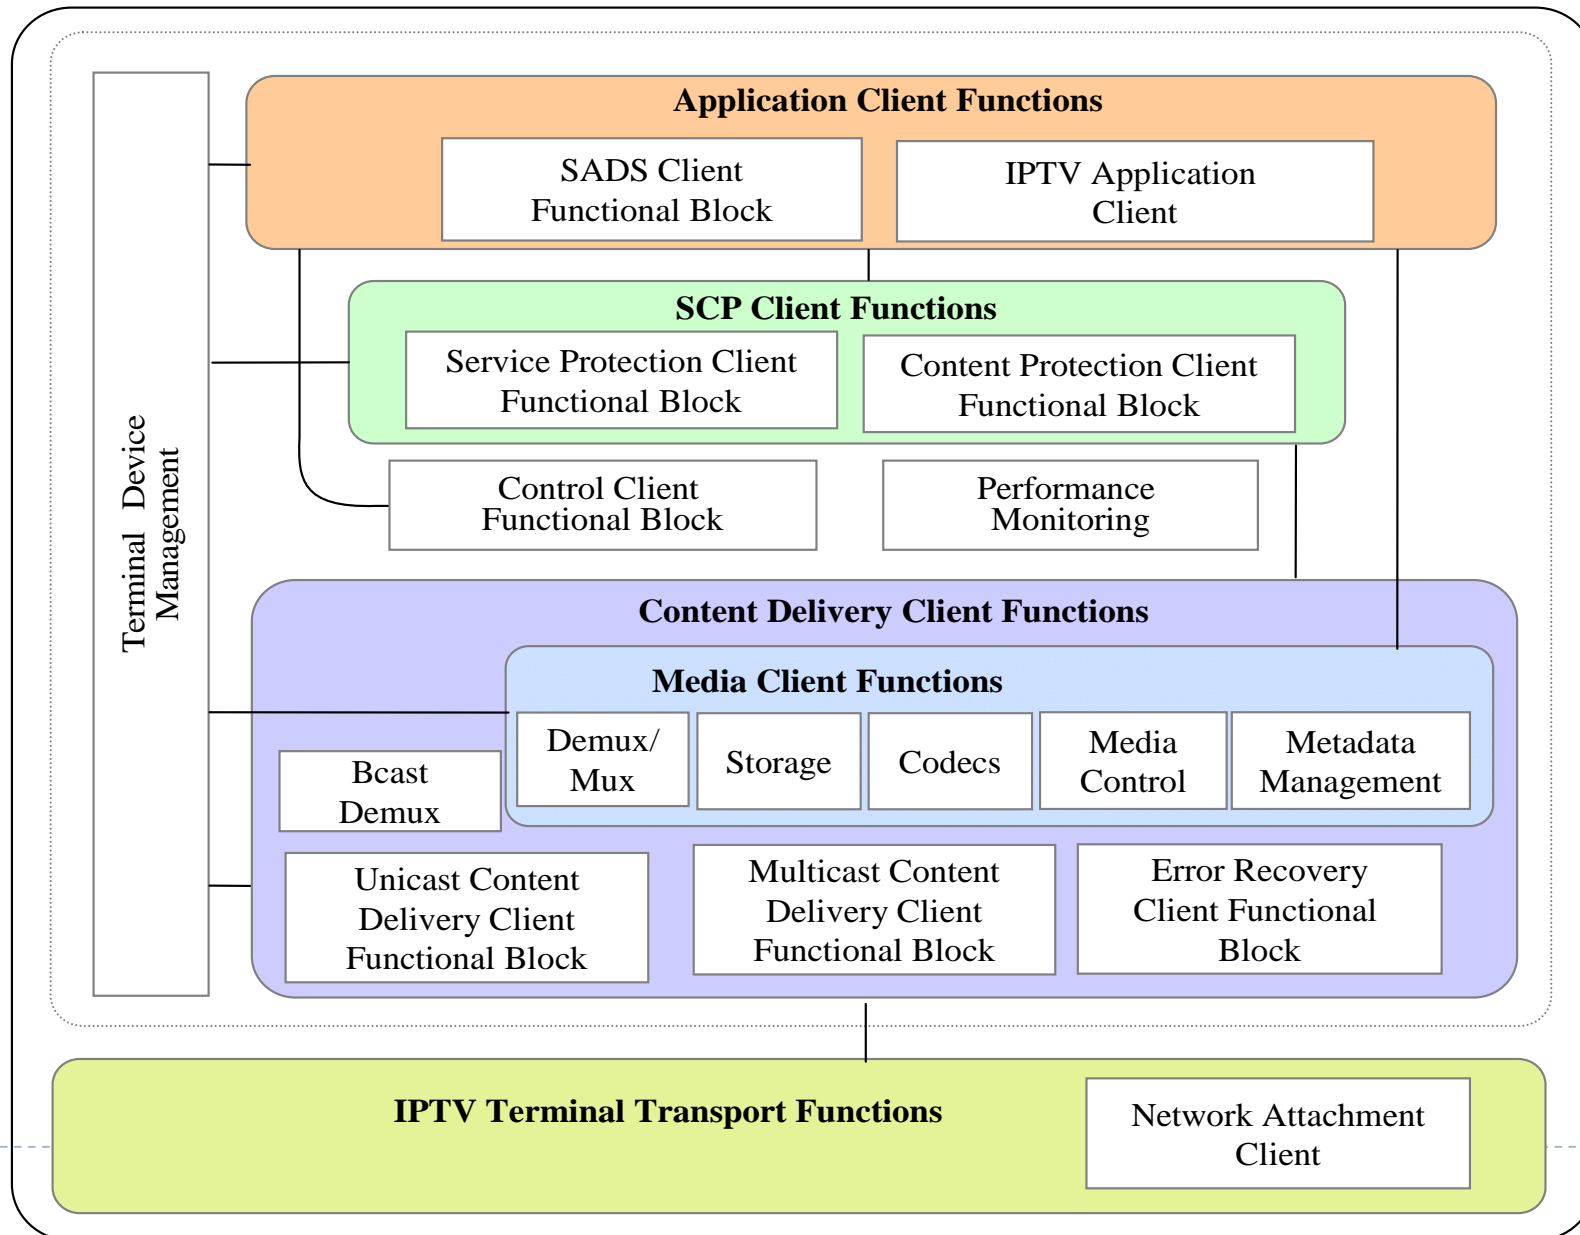 Application Client Functions
SADS Client
Functional Block
IPTV Application
Client
SCP Client Functions
Service Protection Client
Functional Block
Content Protection Client
Functional Block
Control Client
Functional Block
Performance
Monitoring
Terminal Device
Management
Content Delivery Client Functions
Media Client Functions
Demux/
Mux
Storage
Codecs
Media
Control
Metadata
Management
Bcast
Demux
Unicast Content
Delivery Client
Functional Block
Multicast Content
Delivery Client
Functional Block
Error Recovery
Client Functional
Block
IPTV Terminal Transport Functions
Network Attachment
Client